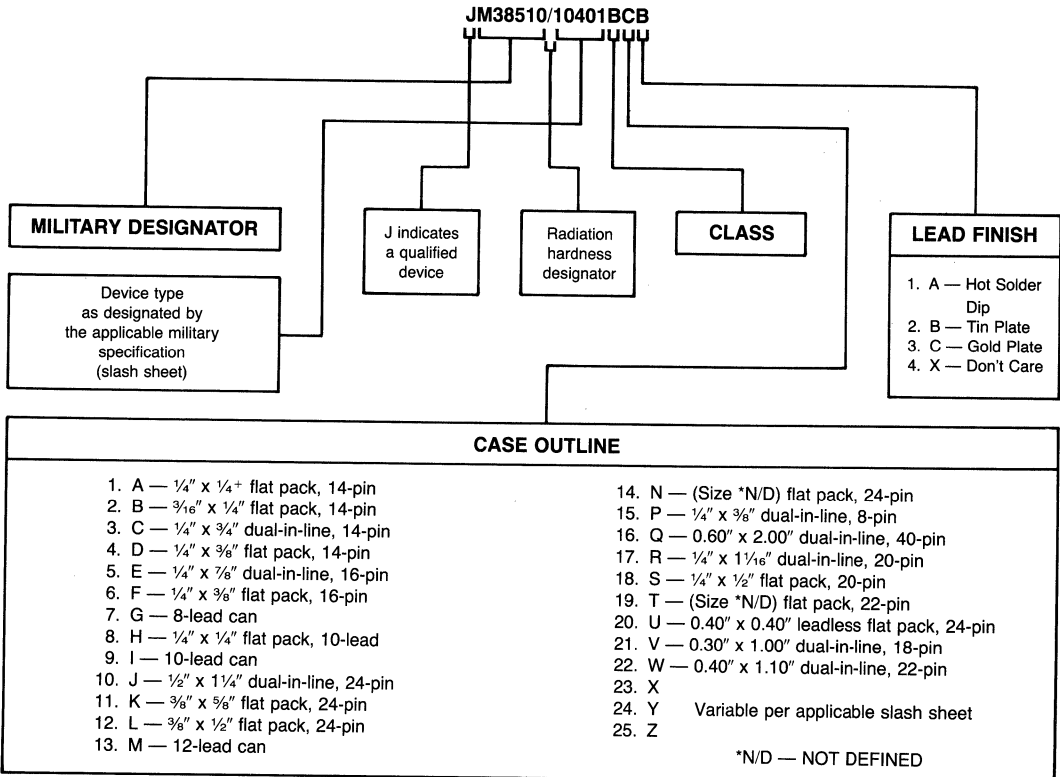 JM38510/10401BCB
MILITARY DESIGNATOR
Device type
as designated by
the applicable military
specification
(slash sheet)
J indicates
a qualified
device
Radiation
hardness
designator
CLASS
LEAD FINISH
1. A — Hot Solder
Dip
2. B — Tin Plate
3. C — Gold Plate
4. X — Don't Care
CASE OUTLINE
1. A — 1/4" x 1/4+ flat pack, 14-pin
2. B — 3/16" x 1/4" flat pack, 14-pin
3. C — 1/4" x 3/4" dual-in-line, 14-pin
4. D — 1/4" x 3/8" flat pack, 14-pin
5. E — 1/4" x 7/8" dual-in-line, 16-pin
6. F — 1/4" x 3/8" flat pack, 16-pin
7. G — 8-lead can
8. H — 1/4" x 1/4" flat pack, 10-lead
9. I — 10-lead can
10. J — 1/2" x 1 1/4" dual-in-line, 24-pin
11. K — 3/8" x 5/8" flat pack, 24-pin
12. L — 3/8" x 1/2" flat pack, 24-pin
13. M — 12-lead can
14. N — (Size *N/D) flat pack, 24-pin
15. P — 1/4" x 3/8" dual-in-line, 8-pin
16. Q — 0.60" x 2.00" dual-in-line, 40-pin
17. R — 1/4" x 1 1/16" dual-in-line, 20-pin
18. S — 1/4" x 1/2" flat pack, 20-pin
19. T — (Size *N/D) flat pack, 22-pin
20. U — 0.40" x 0.40" leadless flat pack, 24-pin
21. V — 0.30" x 1.00" dual-in-line, 18-pin
22. W — 0.40" x 1.10" dual-in-line, 22-pin
23. X
24. Y Variable per applicable slash sheet
25. Z
*N/D — NOT DEFINED